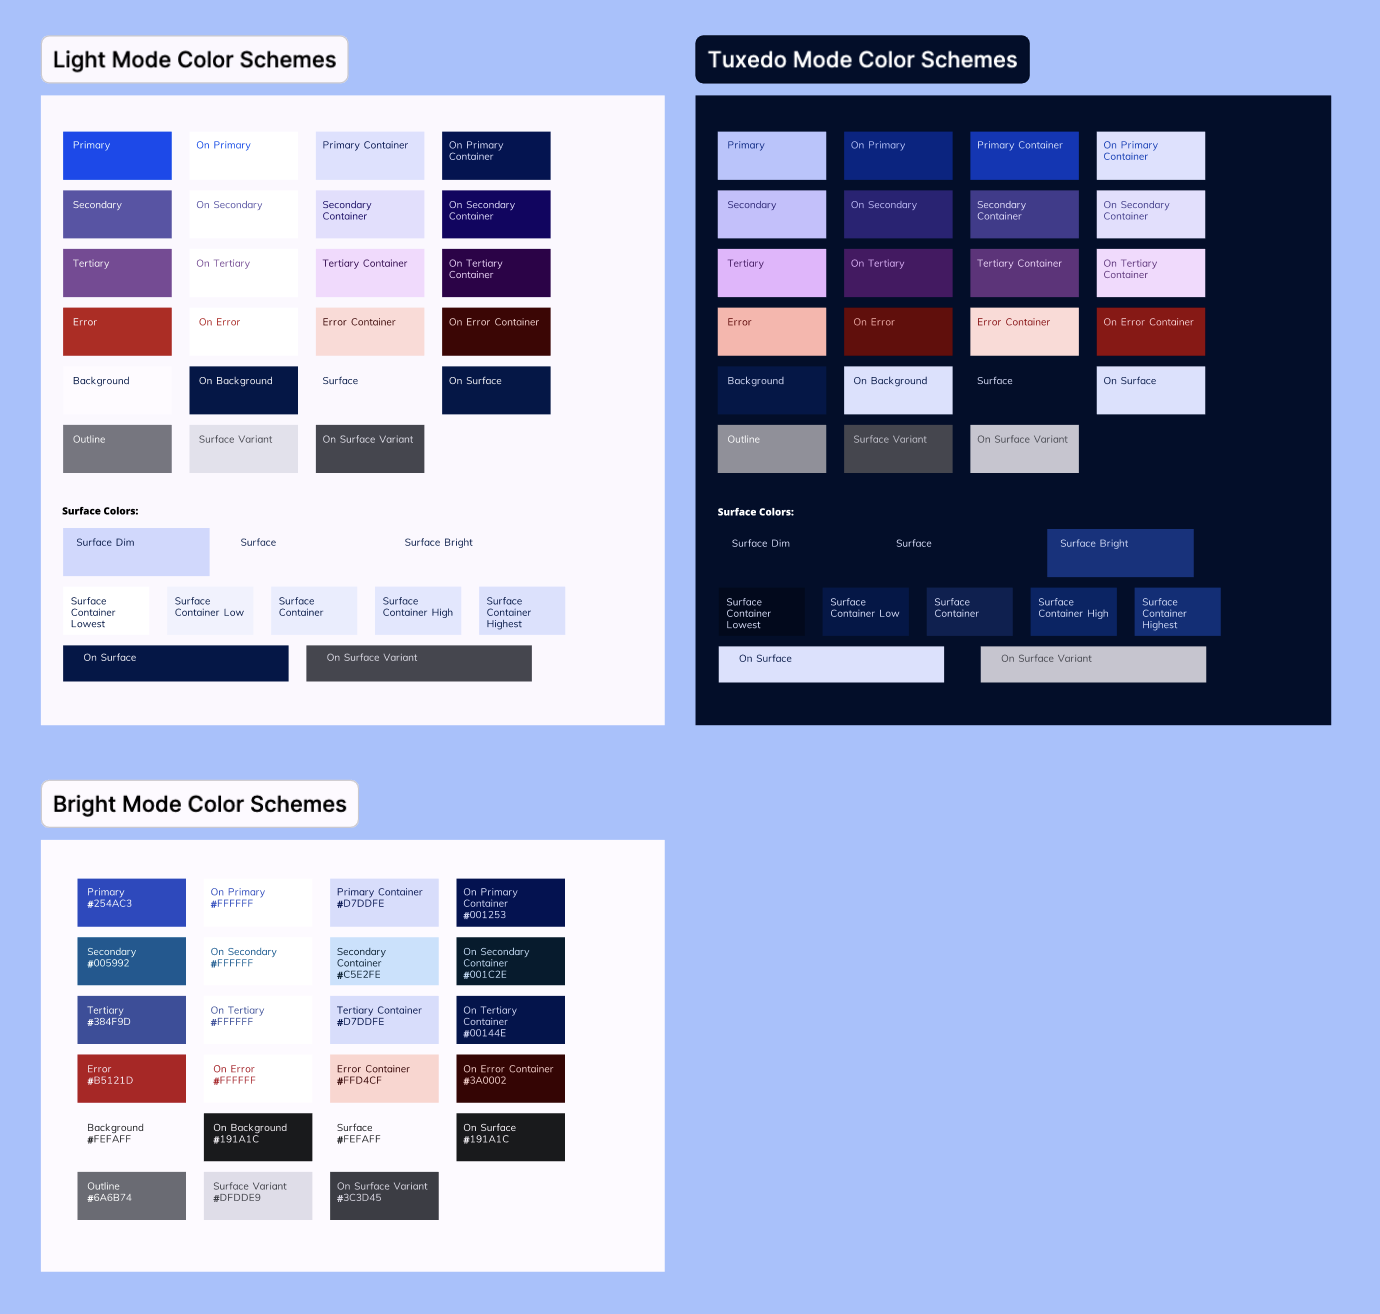 Light Mode Color Schemes
Primary
On Primary
Primary Container
On Primary
Container
Secondary
On Secondary
Secondary
Container
On Secondary
Container
Tertiary
On Tertiary
Tertiary Container
On Tertiary
Container
Error
On Error
Error Container
On Error Container
Background
On Background
Surface
On Surface
Outline
Surface Variant
On Surface Variant
Surface Colors:
Surface Dim
Surface
Surface Bright
Surface
Container
Lowest
Surface
Container Low
Surface
Container
Surface
Container High
Surface
Container
Highest
On Surface
On Surface Variant
Tuxedo Mode Color Schemes
Primary
On Primary
Primary Container
On Primary
Container
Secondary
On Secondary
Secondary
Container
On Secondary
Container
Tertiary
On Tertiary
Tertiary Container
On Tertiary
Container
Error
On Error
Error Container
On Error Container
Background
On Background
Surface
On Surface
Outline
Surface Variant
On Surface Variant
Surface Colors:
Surface Dim
Surface
Surface Bright
Surface
Container
Lowest
Surface
Container Low
Surface
Container
Surface
Container High
Surface
Container
Highest
On Surface
On Surface Variant
Bright Mode Color Schemes
Primary
#254AC3
On Primary
#FFFFFF
Primary Container
#D7DDFE
On Primary
Container
#001253
Secondary
#005992
On Secondary
#FFFFFF
Secondary
Container
#C5E2FE
On Secondary
Container
#001C2E
Tertiary
#384F9D
On Tertiary
#FFFFFF
Tertiary Container
#D7DDFE
On Tertiary
Container
#00144E
Error
#B5121D
On Error
#FFFFFF
Error Container
#FFD4CF
On Error Container
#3A0002
Background
#FEFAFF
On Background
#191A1C
Surface
#FEFAFF
On Surface
#191A1C
Outline
#6A6B74
Surface Variant
#DFDDE9
On Surface Variant
#3C3D45